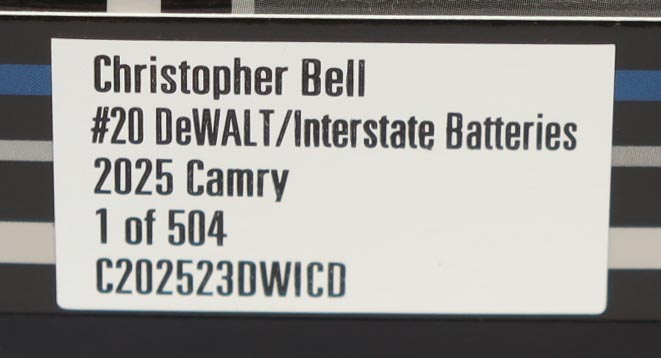 Christopher Bell
#20 DeWALT/Interstate Batteries
2025 Camry
1 of 504
C202523DWICD